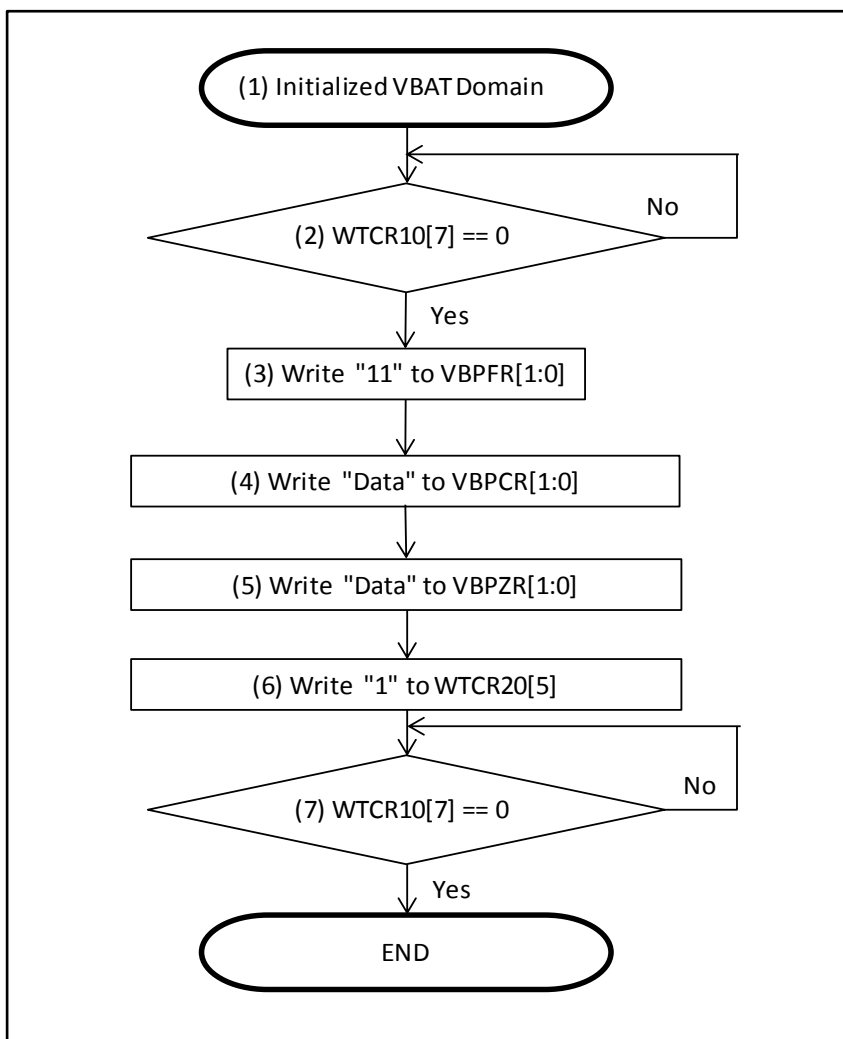 (1) Initialized VBAT Domain
No
(2) WTCR10[7] == 0
Yes
(3) Write "11" to VBPFR[1:0]
(4) Write "Data" to VBPCR[1:0]
(5) Write "Data" to VBPZR[1:0]
(6) Write "1" to WTCR20[5]
No
(7) WTCR10[7] == 0
Yes
END